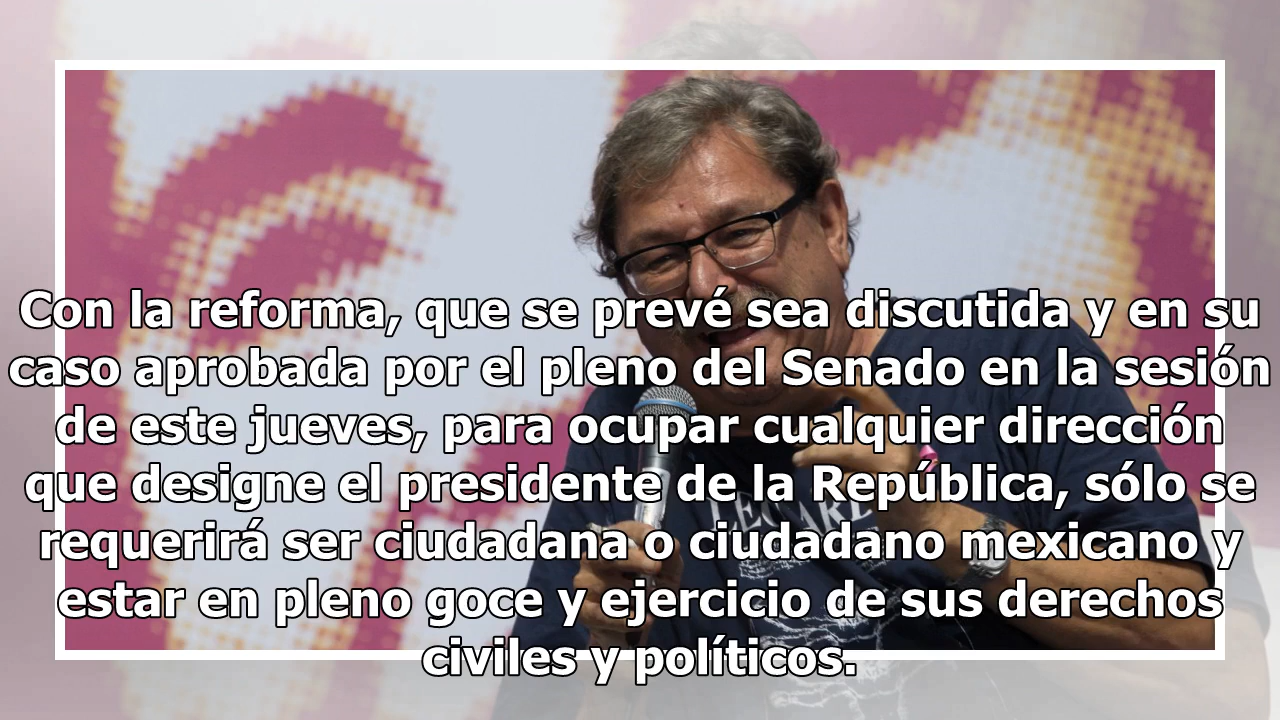 Con la reforma, que se prevé sea discutida y en su
caso aprobada por el pleno del Senado en la sesión
de este jueves, para ocupar cualquier dirección
que designe el presidente de la República, sólo se
requerirá ser ciudadana o ciudadano mexicano y
estar en pleno goce y ejercicio de sus derechos
civiles y políticos.